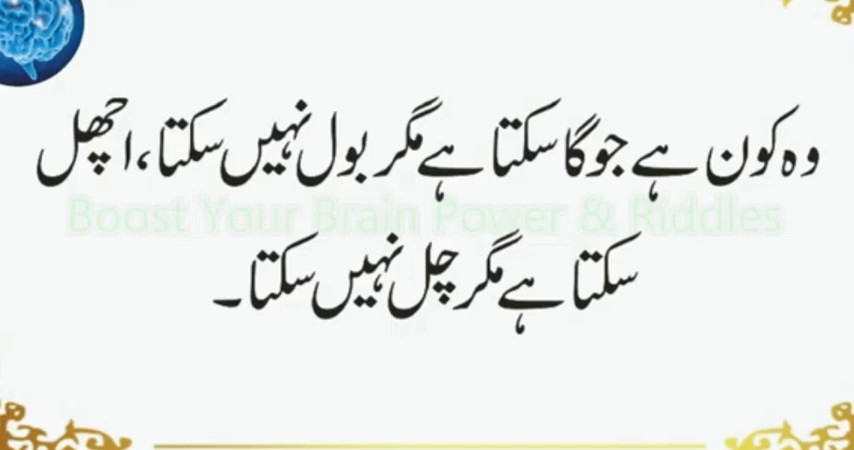 وہ کون ہے جو گا سکتا ہے مگر بول نہیں سکتا، اچھل
Boost Your Brain Power & Riddles
سکتا ہے مگر چل نہیں سکتا۔